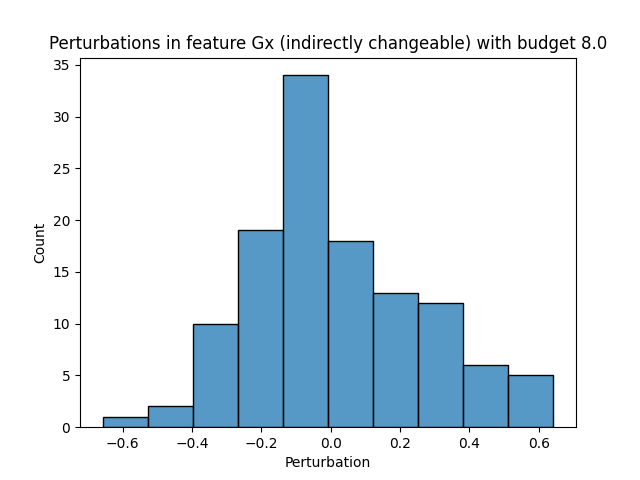 Perturbations in feature Gx (indirectly changeable) with budget 8.0
35
30
25
20
15
10
5
0
Count
−0.6 −0.4 −0.2 0.0 0.2 0.4 0.6
Perturbation